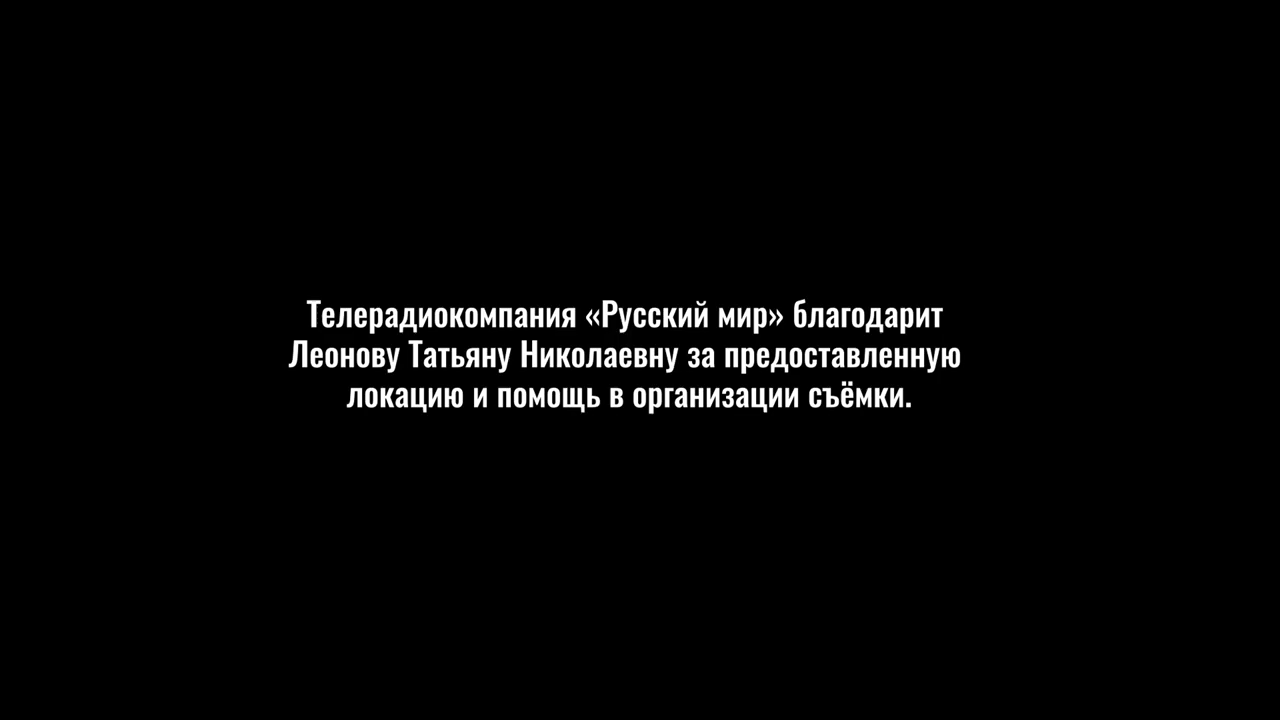 Телерадиокомпания «Русский мир» благодарит
Леонову Татьяну Николаевну за предоставленную
локацию и помощь в организации съёмки.